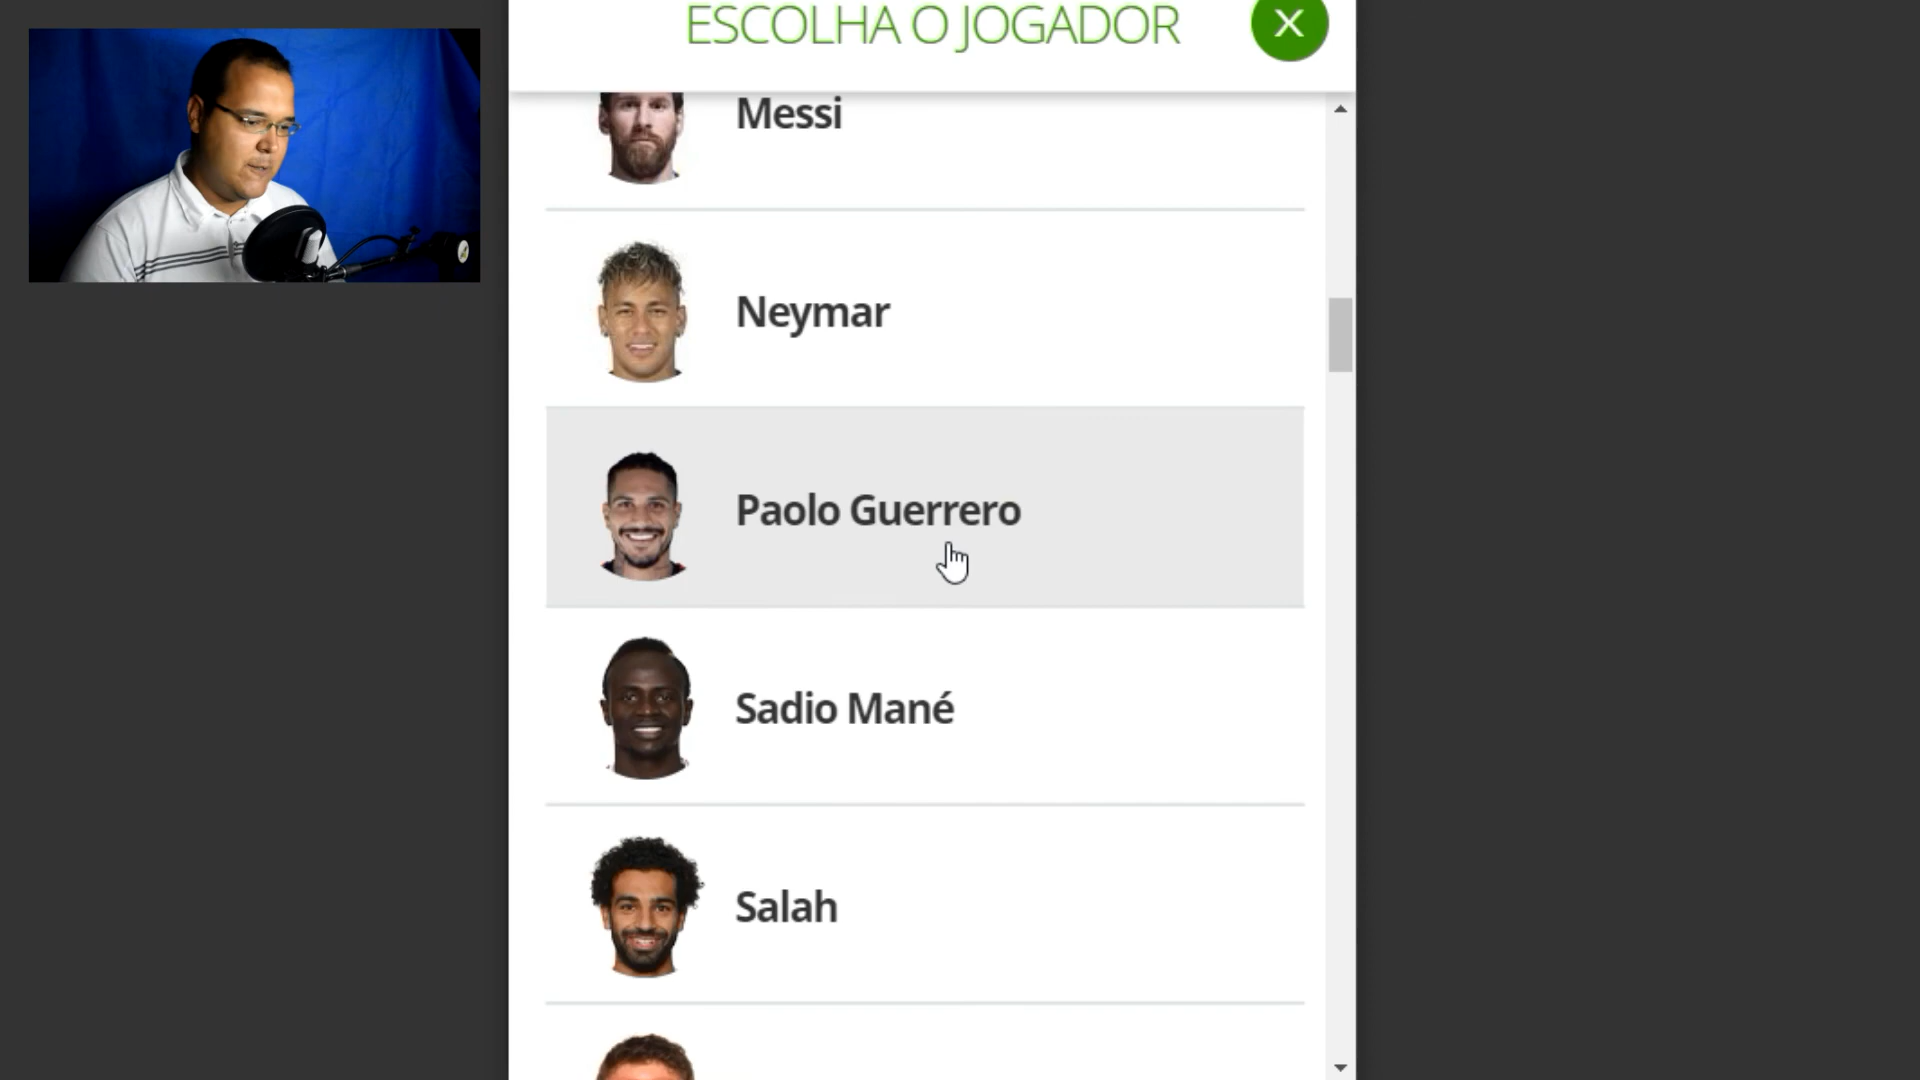 ESCOLHA O JOGADOR
X
Messi
Neymar
Paolo Guerrero
Sadio Mané
Salah